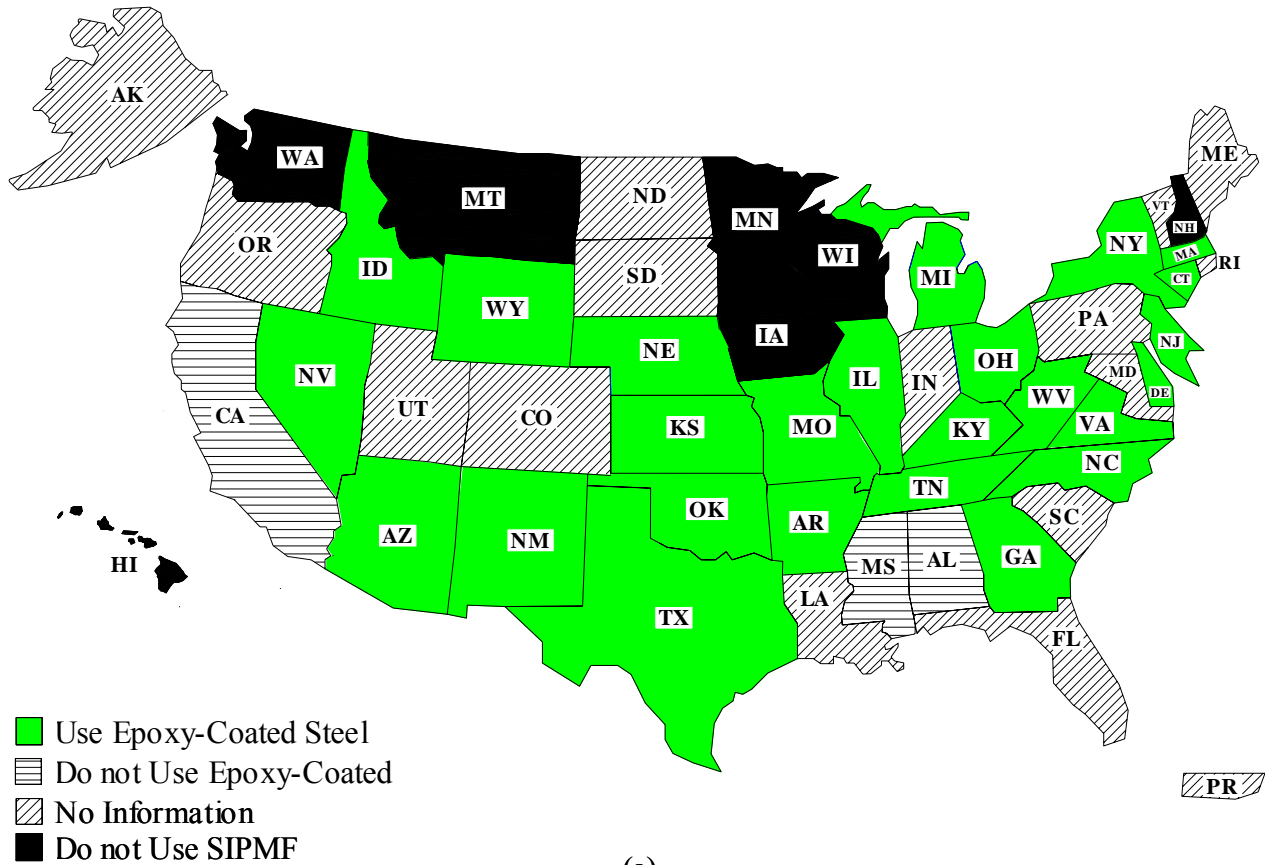 AK
WA
MT
ND
MN
ME
VT
NH
OR
ID
SD
WI
MI
NY
MA
CT
RI
WY
NE
IA
PA
NJ
NV
UT
CO
IL
IN
OH
MD
DE
CA
KS
MO
KY
WV
VA
NC
AZ
NM
OK
AR
TN
SC
HI
MS
AL
GA
TX
LA
FL
PR
Use Epoxy-Coated Steel
Do not Use Epoxy-Coated
No Information
Do not Use SIPMF